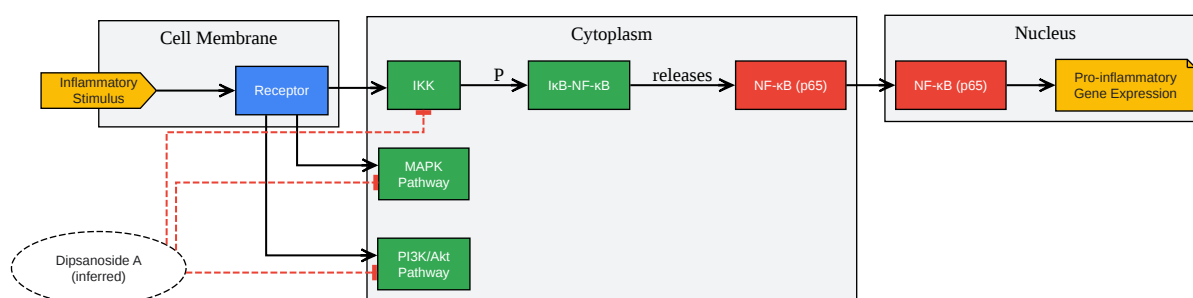 Cell Membrane
Cytoplasm
Nucleus
Inflammatory
Stimulus
Receptor
IKK
P
IκB-NF-κB
releases
NF-κB (p65)
NF-κB (p65)
Pro-inflammatory
Gene Expression
MAPK
Pathway
PI3K/Akt
Pathway
Dipsanoside A
(inferred)